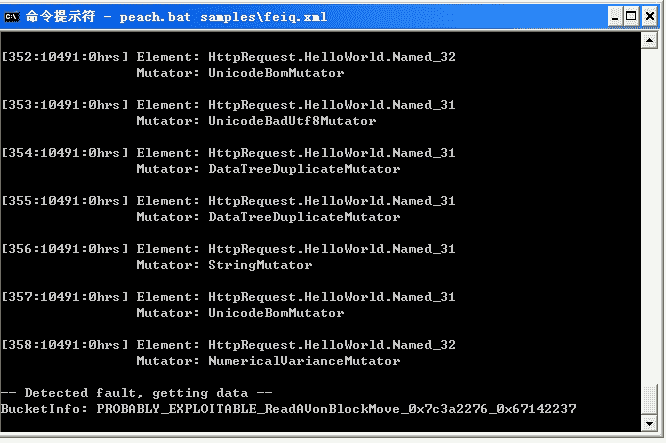 命令提示符 - peach.bat samples\feiq.xml
[352:10491:0hrs] Element: HttpRequest.HelloWorld.Named_32
Mutator: UnicodeBomMutator
[353:10491:0hrs] Element: HttpRequest.HelloWorld.Named_31
Mutator: UnicodeBadUtf8Mutator
[354:10491:0hrs] Element: HttpRequest.HelloWorld.Named_31
Mutator: DataTreeDuplicateMutator
[355:10491:0hrs] Element: HttpRequest.HelloWorld.Named_31
Mutator: DataTreeDuplicateMutator
[356:10491:0hrs] Element: HttpRequest.HelloWorld.Named_31
Mutator: StringMutator
[357:10491:0hrs] Element: HttpRequest.HelloWorld.Named_31
Mutator: UnicodeBomMutator
[358:10491:0hrs] Element: HttpRequest.HelloWorld.Named_32
Mutator: NumericalVarianceMutator
-- Detected fault, getting data --
BucketInfo: PROBABLY_EXPLOITABLE_ReadAVonBlockMove_0x7c3a2276_0x67142237